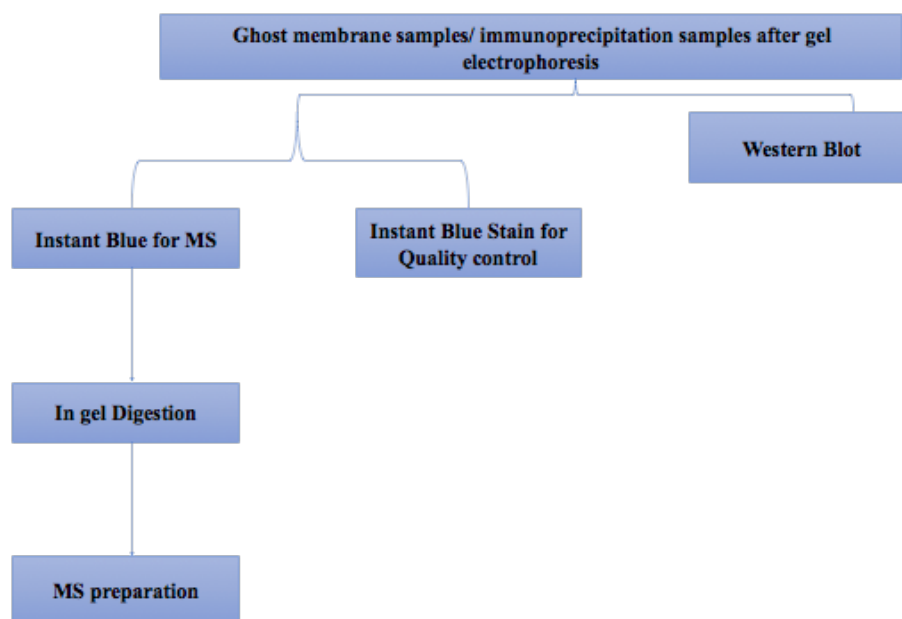 Ghost membrane samples/ immunoprecipitation samples after gel
electrophoresis
Western Blot
Instant Blue for MS
Instant Blue Stain for
Quality control
In gel Digestion
MS preparation